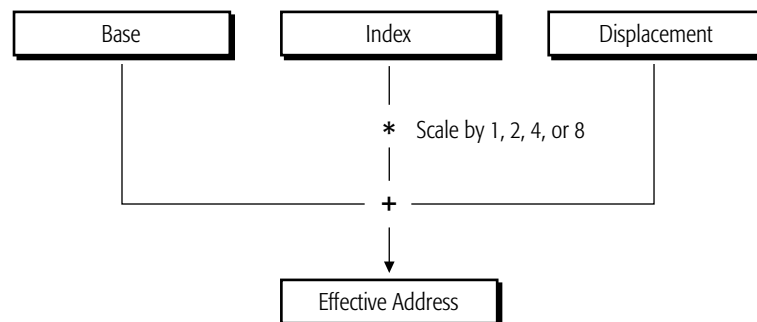 Base
Index
Displacement
* Scale by 1, 2, 4, or 8
+
Effective Address